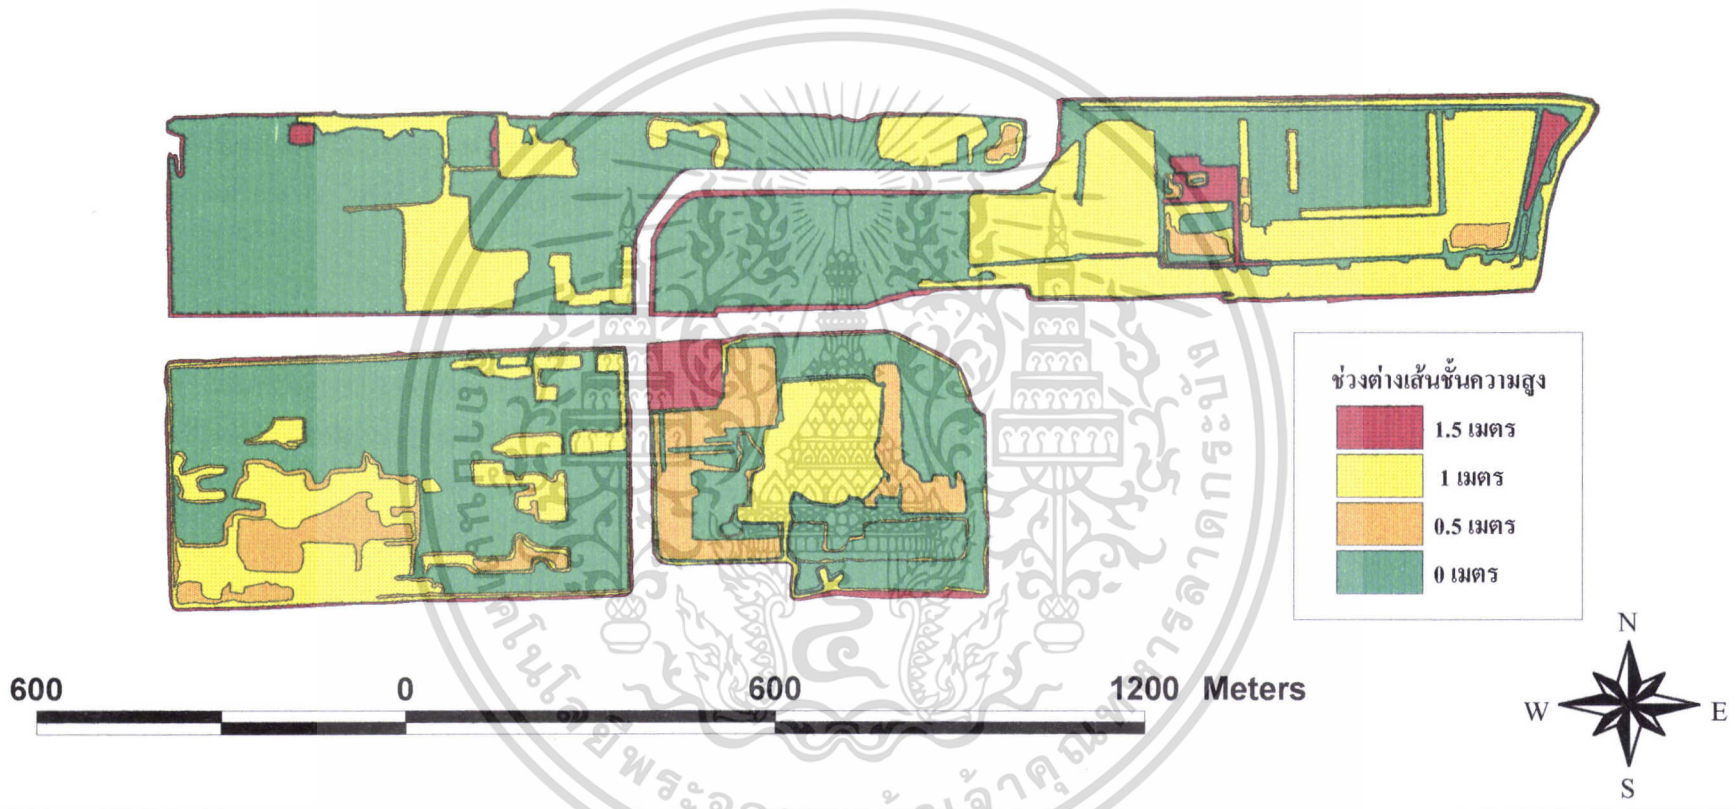 ช่วงต่างเส้นชั้นความสูง
1.5 เมตร
1 เมตร
0.5 เมตร
0 เมตร
600 0 600 1200 Meters
N
W E
S